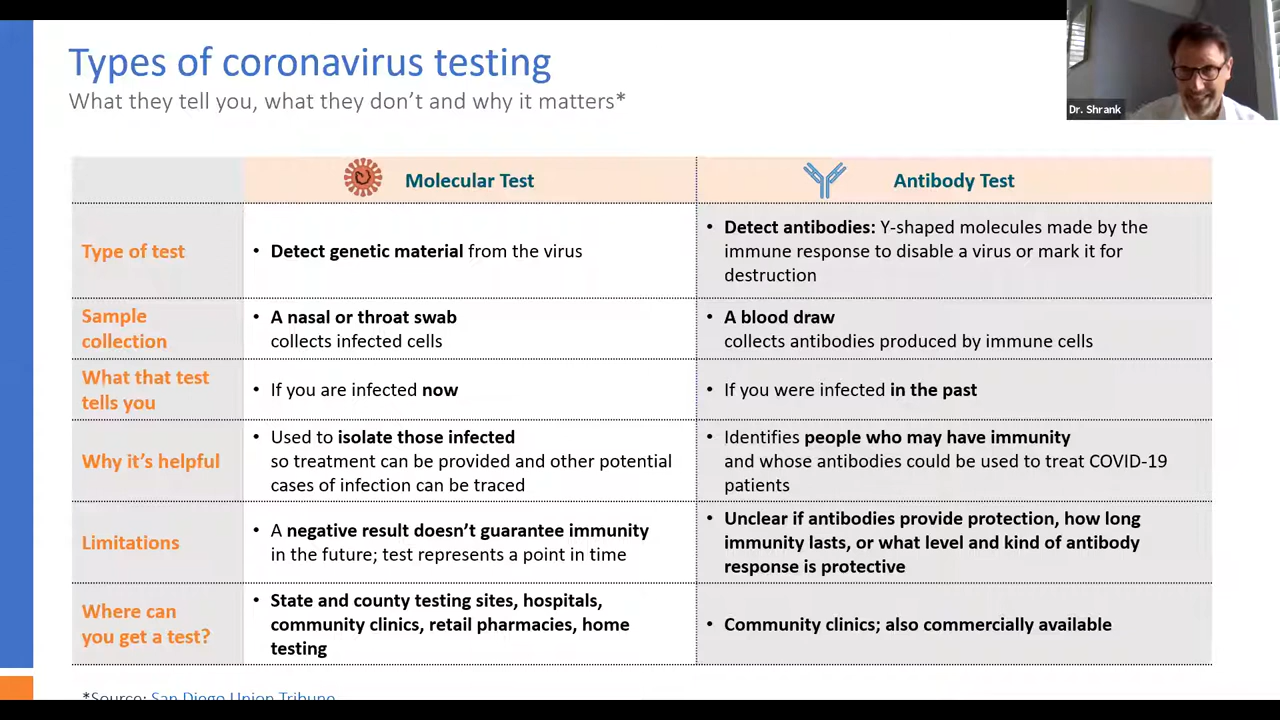 Types of coronavirus testing
What they tell you, what they don't and why it matters*
Dr. Shrank
Molecular Test
Antibody Test
Type of test
• Detect genetic material from the virus
• Detect antibodies: Y-shaped molecules made by the
immune response to disable a virus or mark it for
destruction
Sample
collection
• A nasal or throat swab
collects infected cells
• A blood draw
collects antibodies produced by immune cells
What that test
tells you
• If you are infected now
• If you were infected in the past
Why it's helpful
• Used to isolate those infected
so treatment can be provided and other potential
cases of infection can be traced
• Identifies people who may have immunity
and whose antibodies could be used to treat COVID-19
patients
Limitations
• A negative result doesn't guarantee immunity
in the future; test represents a point in time
• Unclear if antibodies provide protection, how long
immunity lasts, or what level and kind of antibody
response is protective
Where can
you get a test?
• State and county testing sites, hospitals,
community clinics, retail pharmacies, home
testing
• Community clinics; also commercially available
*Source: San Diego Union Tribune